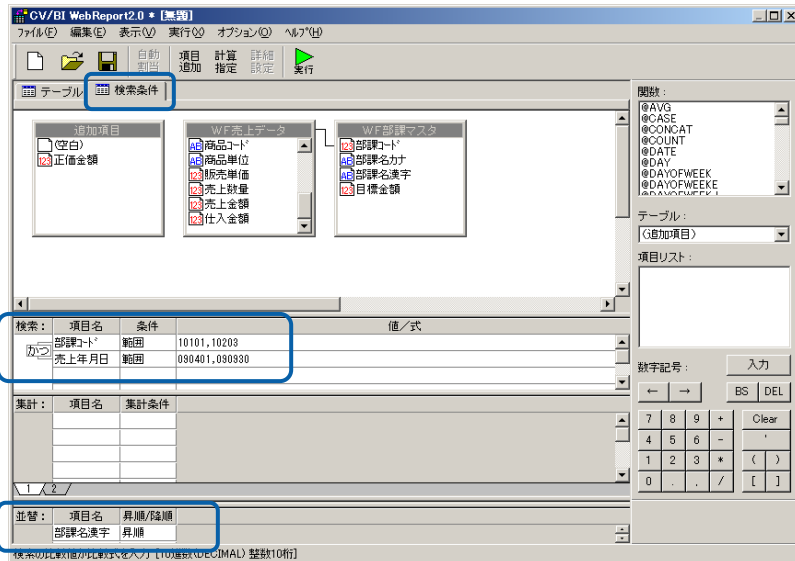 CV/BI WebReport2.0 * [無題]
ファイル(F) 編集(E) 表示(V) 実行(X) オプション(O) ヘルプ(H)
自動割当 項目追加 計算指定 詳細設定 実行
テーブル 検索条件
追加項目
(空白)
正価金額
WF売上データ
商品コード
商品単位
販売単価
売上数量
売上金額
仕入金額
WF部課マスタ
部課コード
部課名カナ
部課名漢字
目標金額
検索: 項目名 条件 値/式
かつ
部課コード 範囲 10101,10203
売上年月日 範囲 090401,090930
集計: 項目名 集計条件
1 2
並替: 項目名 昇順/降順
部課名漢字 昇順
検索の比較値か比較式を入力 [10進数(DECIMAL) 整数10桁]
関数:
@AVG
@CASE
@CONCAT
@COUNT
@DATE
@DAY
@DAYOFWEEK
@DAYOFWEEKE
テーブル:
(追加項目)
項目リスト:
数字記号: 入力
← → BS DEL
7 8 9 + Clear
4 5 6 - '
1 2 3 * ( )
0 . , / [ ]